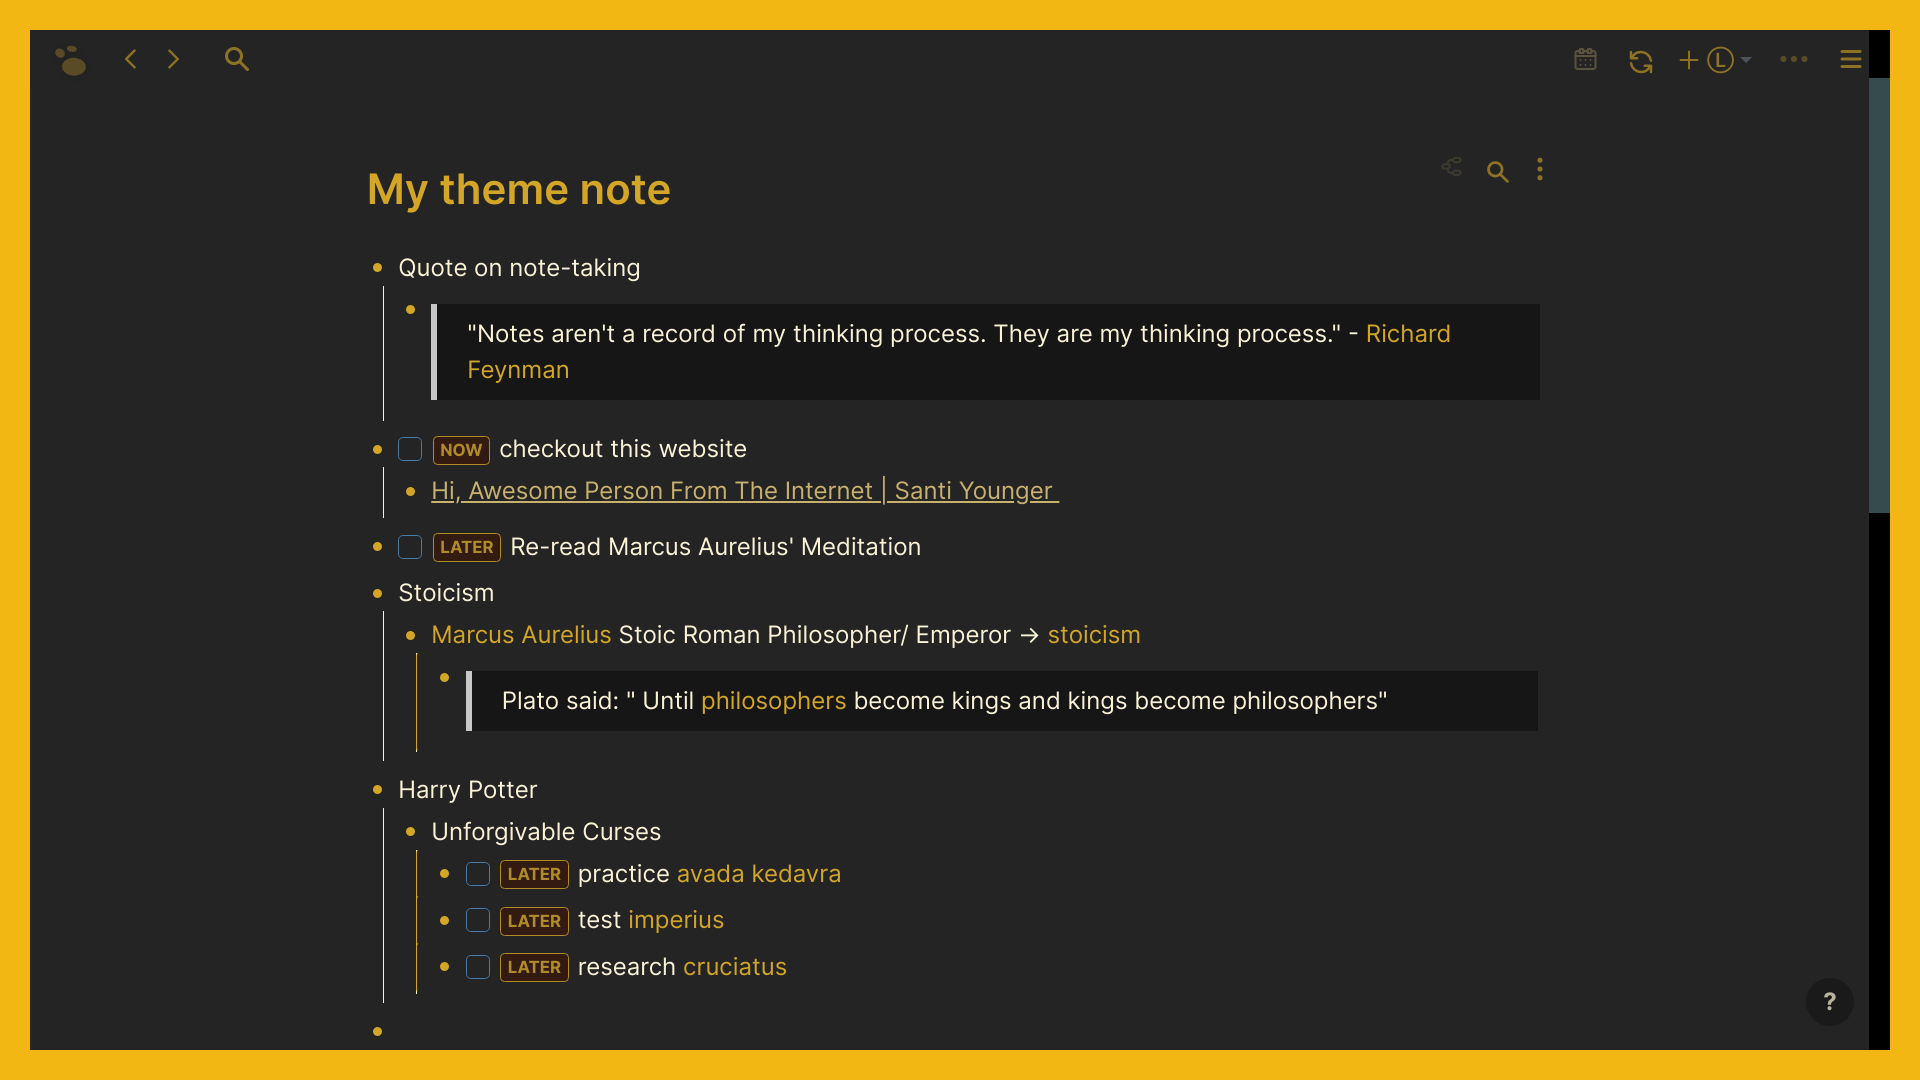 L
My theme note
Quote on note-taking
"Notes aren't a record of my thinking process. They are my thinking process." - Richard
Feynman
NOW checkout this website
Hi, Awesome Person From The Internet | Santi Younger
LATER Re-read Marcus Aurelius' Meditation
Stoicism
Marcus Aurelius Stoic Roman Philosopher/ Emperor → stoicism
Plato said: " Until philosophers become kings and kings become philosophers"
Harry Potter
Unforgivable Curses
LATER practice avada kedavra
LATER test imperius
LATER research cruciatus
?